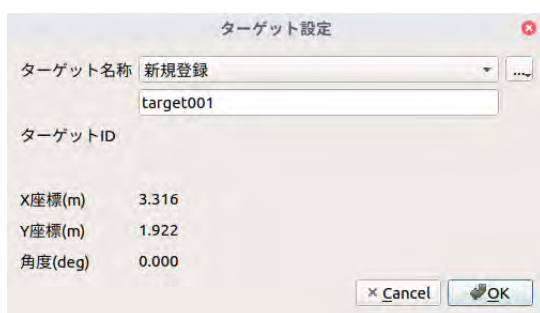 ターゲット設定
ターゲット名称 新規登録 ...
target001
ターゲットID
X座標(m) 3.316
Y座標(m) 1.922
角度(deg) 0.000
Cancel OK